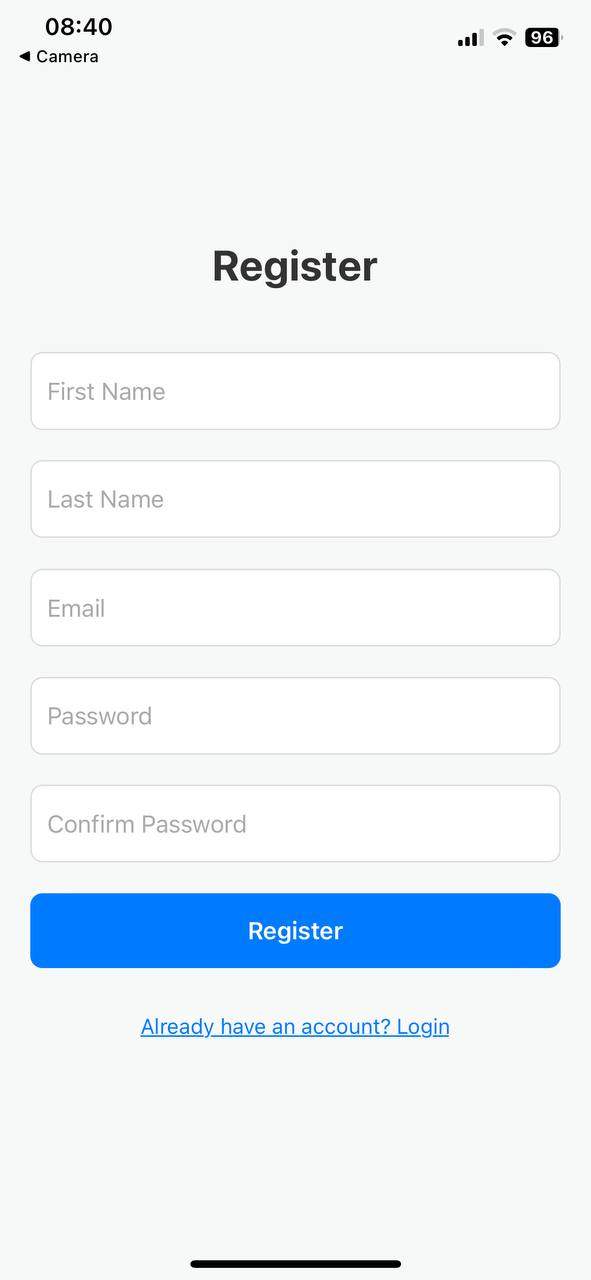 08:40
96
◀ Camera
Register
First Name
Last Name
Email
Password
Confirm Password
Register
Already have an account? Login